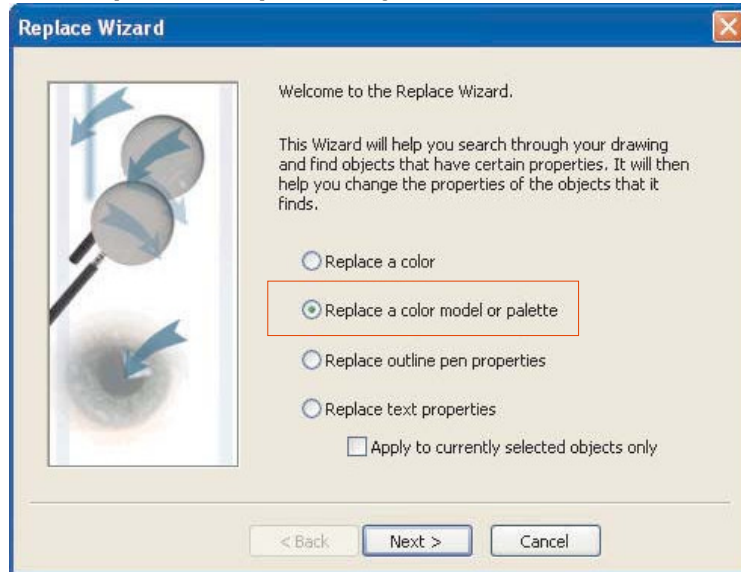 Replace Wizard
Welcome to the Replace Wizard.
This Wizard will help you search through your drawing
and find objects that have certain properties. It will then
help you change the properties of the objects that it
finds.
Replace a color
Replace a color model or palette
Replace outline pen properties
Replace text properties
Apply to currently selected objects only
< Back Next > Cancel